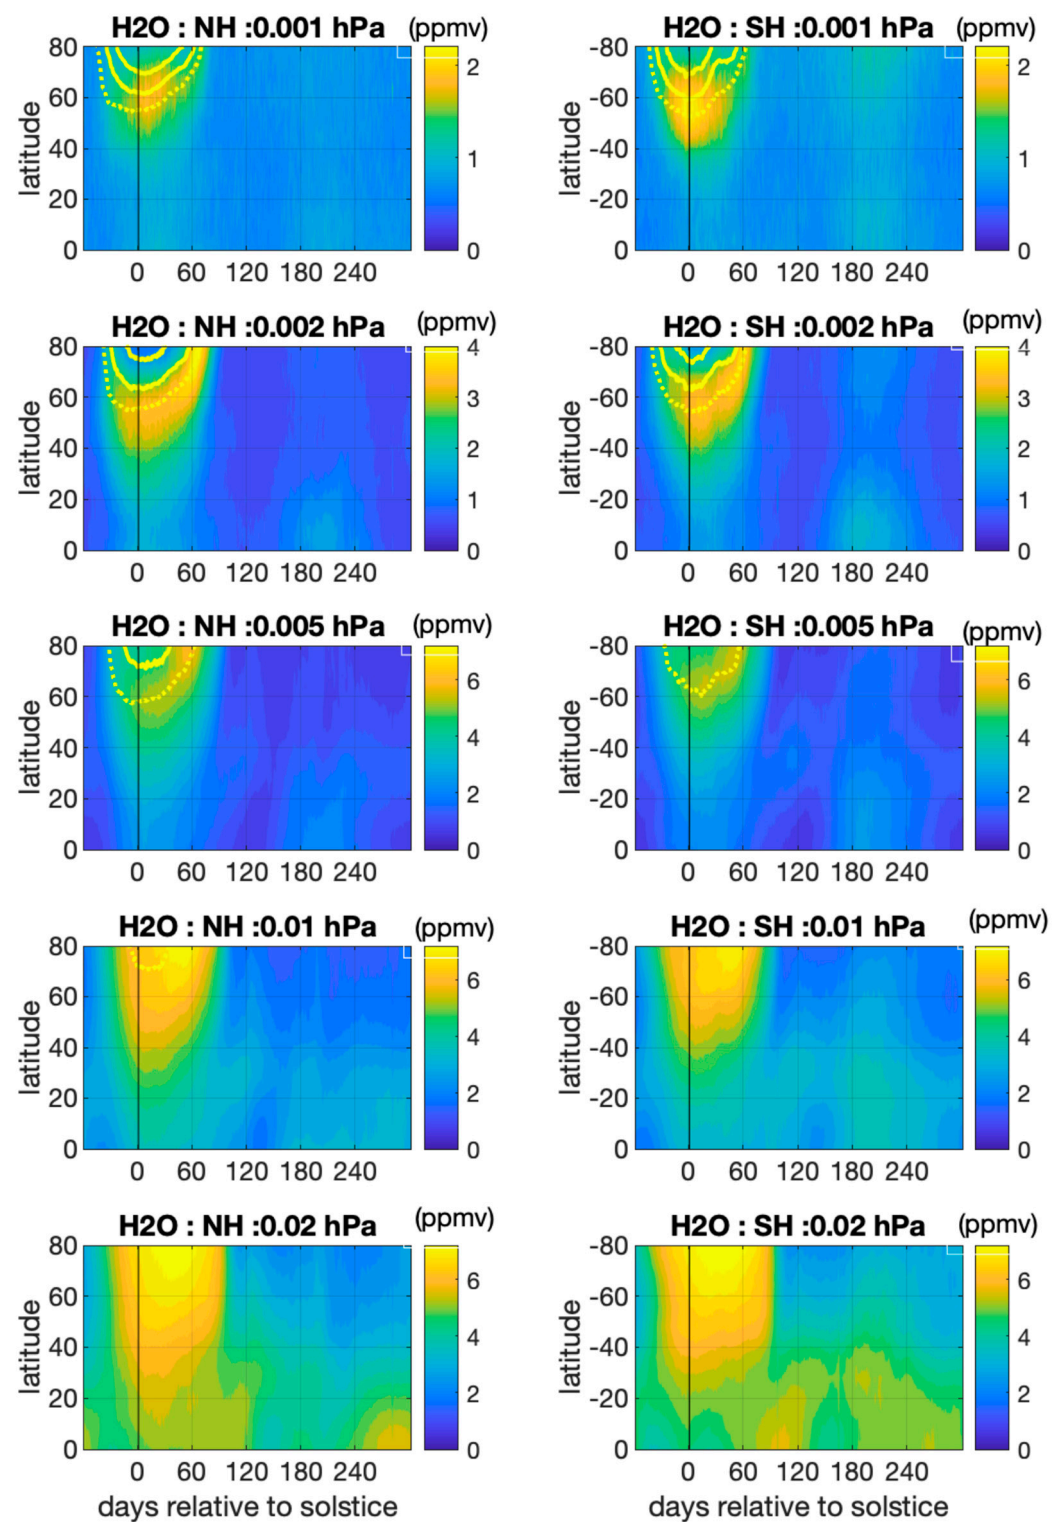 H2O : NH :0.001 hPa (ppmv)
80
60
40
20
0
latitude
0 60 120 180 240
2
1
0
H2O : SH :0.001 hPa (ppmv)
-80
-60
-40
-20
0
latitude
0 60 120 180 240
2
1
0
H2O : NH :0.002 hPa (ppmv)
80
60
40
20
0
latitude
0 60 120 180 240
4
3
2
1
0
H2O : SH :0.002 hPa (ppmv)
-80
-60
-40
-20
0
latitude
0 60 120 180 240
4
3
2
1
0
H2O : NH :0.005 hPa (ppmv)
80
60
40
20
0
latitude
0 60 120 180 240
6
4
2
0
H2O : SH :0.005 hPa (ppmv)
-80
-60
-40
-20
0
latitude
0 60 120 180 240
6
4
2
0
H2O : NH :0.01 hPa (ppmv)
80
60
40
20
0
latitude
0 60 120 180 240
6
4
2
0
H2O : SH :0.01 hPa (ppmv)
-80
-60
-40
-20
0
latitude
0 60 120 180 240
6
4
2
0
H2O : NH :0.02 hPa (ppmv)
80
60
40
20
0
latitude
0 60 120 180 240
days relative to solstice
6
4
2
0
H2O : SH :0.02 hPa (ppmv)
-80
-60
-40
-20
0
latitude
0 60 120 180 240
days relative to solstice
6
4
2
0